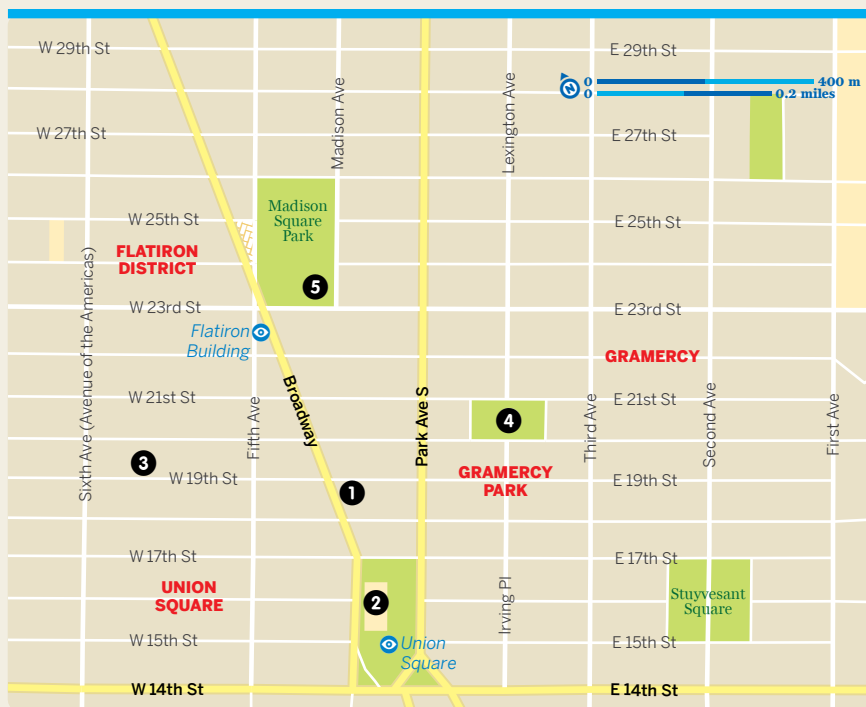 W 29th St
E 29th St
0
400 m
N
0
0.2 miles
Madison Ave
Lexington Ave
W 27th St
E 27th St
Madison
Square
Park
W 25th St
E 25th St
FLATIRON
DISTRICT
5
W 23rd St
E 23rd St
Flatiron
Building
GRAMERCY
Sixth Ave (Avenue of the Americas)
W 21st St
E 21st St
Fifth Ave
Broadway
Park Ave S
4
Third Ave
Second Ave
First Ave
3
W 19th St
GRAMERCY
PARK
E 19th St
1
W 17th St
E 17th St
UNION
SQUARE
2
Irving Pl
Stuyvesant
Square
W 15th St
Union
Square
E 15th St
W 14th St
E 14th St